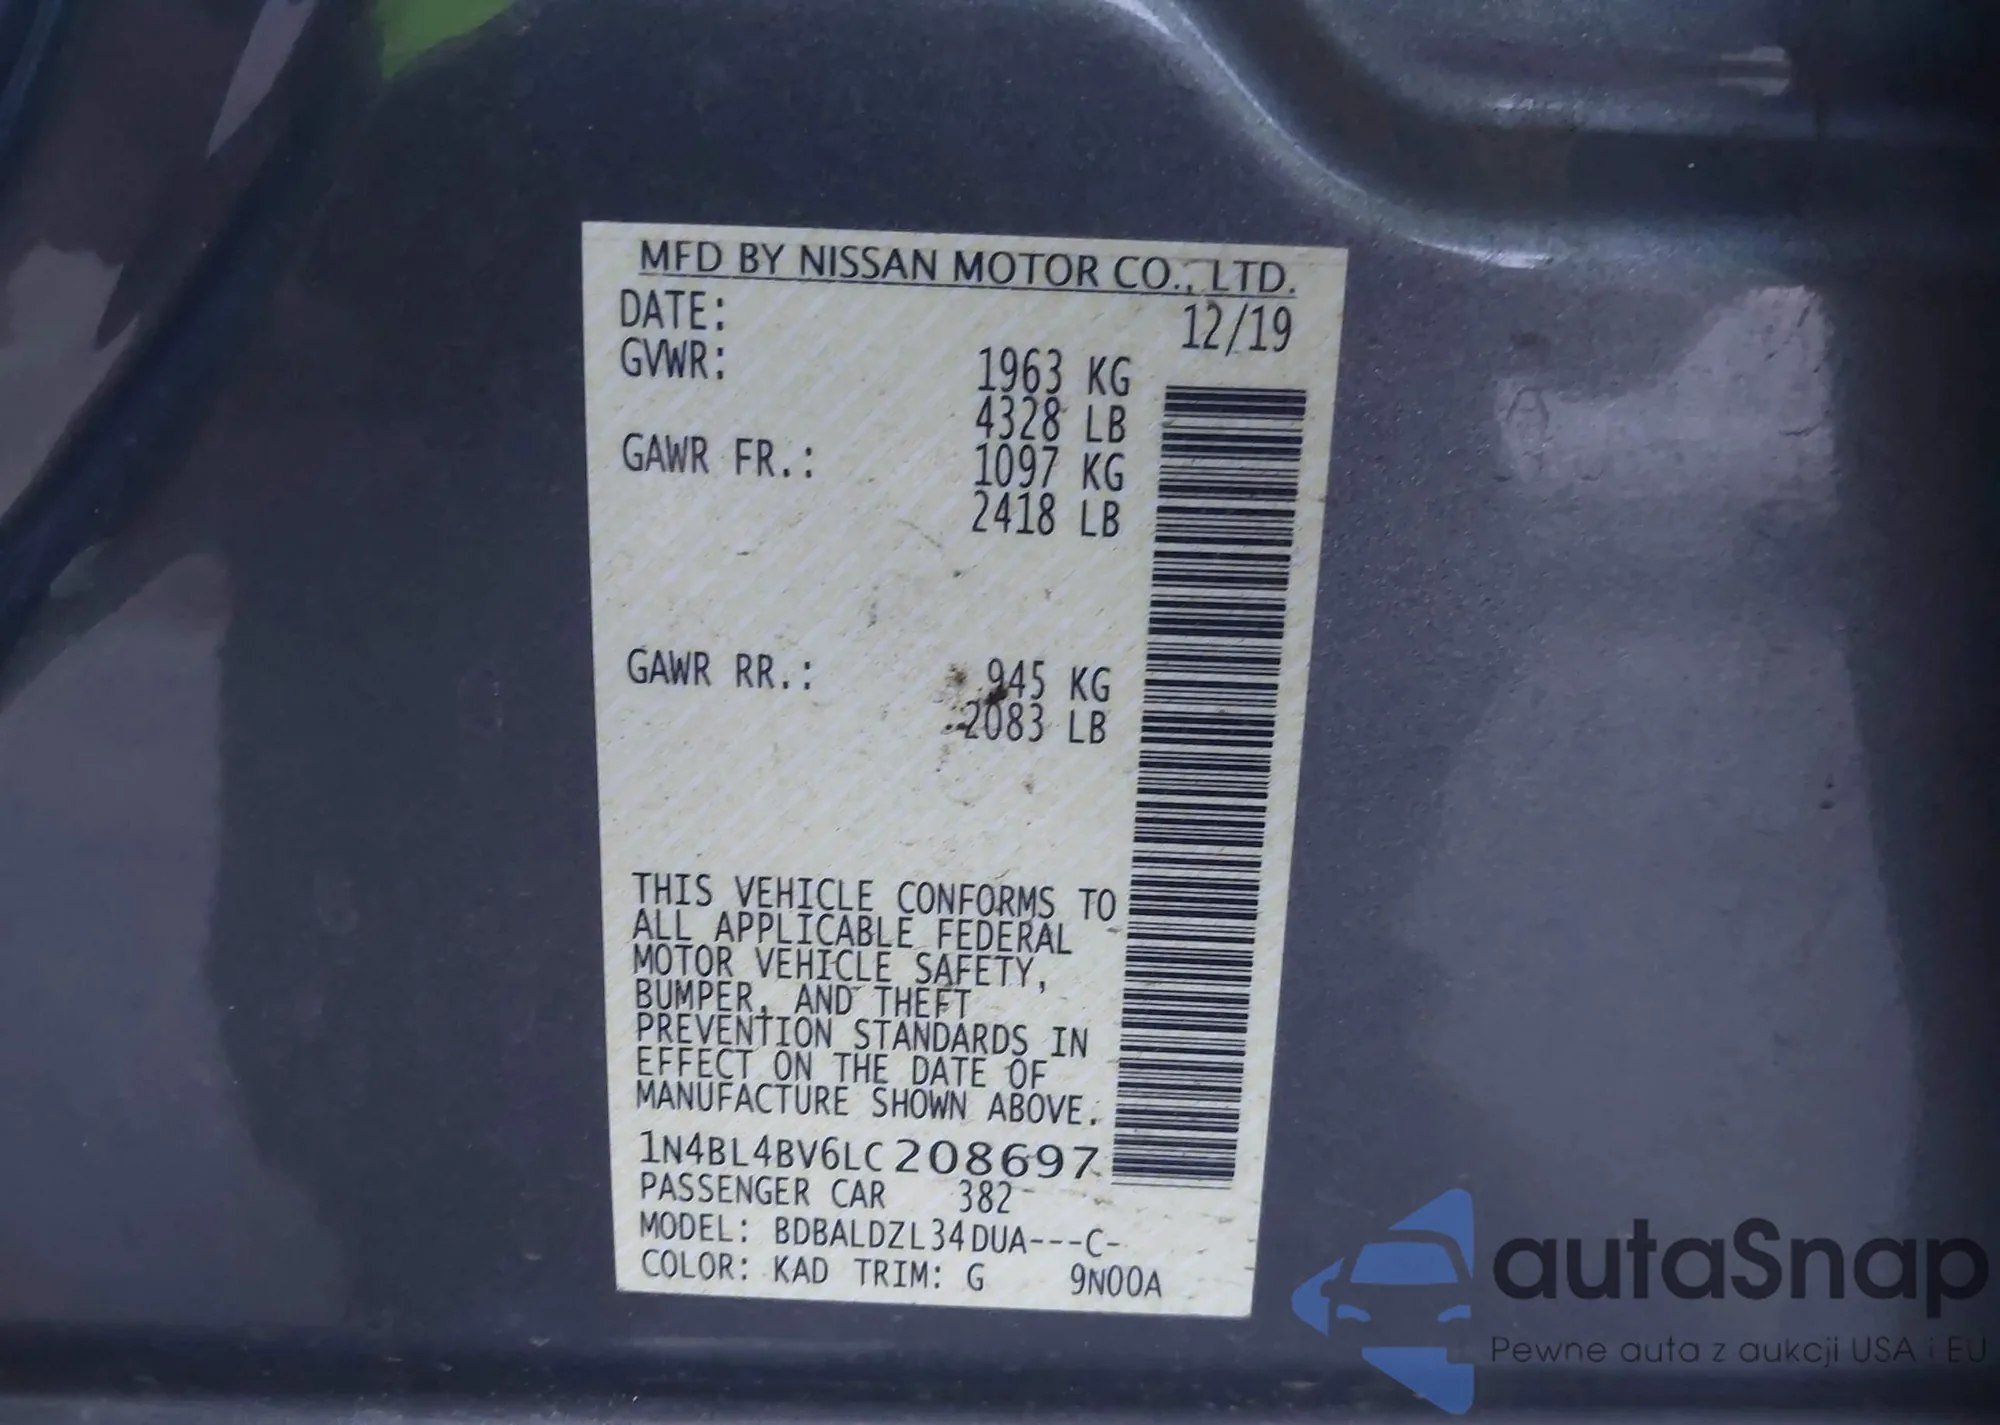 MFD BY NISSAN MOTOR CO., LTD.
DATE: 12/19
GVWR: 1963 KG
4328 LB
GAWR FR.: 1097 KG
2418 LB
GAWR RR.: 945 KG
2083 LB
THIS VEHICLE CONFORMS TO
ALL APPLICABLE FEDERAL
MOTOR VEHICLE SAFETY,
BUMPER, AND THEFT
PREVENTION STANDARDS IN
EFFECT ON THE DATE OF
MANUFACTURE SHOWN ABOVE.
1N4BL4BV6LC208697
PASSENGER CAR 382
MODEL: BDBALDZL34DUA---C-
COLOR: KAD TRIM: G 9N00A
autaSnap
Pewne auta z aukcji USA i EU